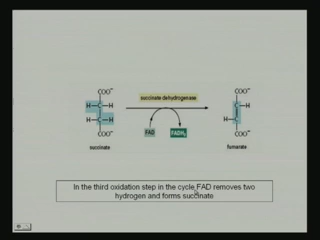 COO⁻ COO⁻
succinate dehydrogenase
H C H C H
H C H H C
FAD FADH₂
COO⁻ COO⁻
succinate fumarate
In the third oxidation step in the cycle FAD removes two
hydrogen and forms succinate